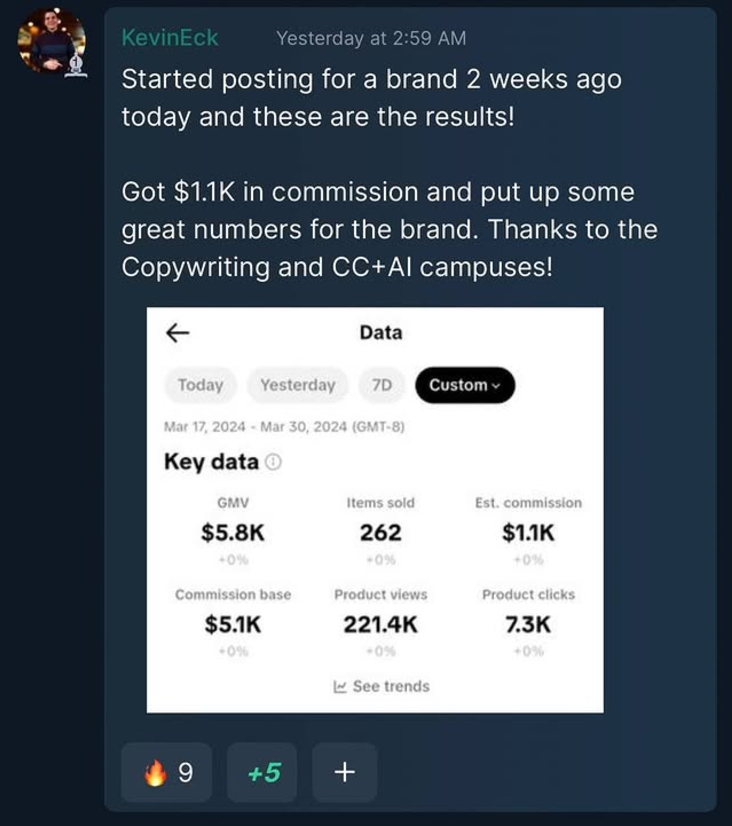 KevinEck Yesterday at 2:59 AM
Started posting for a brand 2 weeks ago
today and these are the results!
Got $1.1K in commission and put up some
great numbers for the brand. Thanks to the
Copywriting and CC+AI campuses!
Data
Today Yesterday 7D Custom
Mar 17, 2024 - Mar 30, 2024 (GMT-8)
Key data
GMV Items sold Est. commission
$5.8K 262 $1.1K
+0% +0% +0%
Commission base Product views Product clicks
$5.1K 221.4K 7.3K
+0% +0% +0%
See trends
🔥 9 +5 +